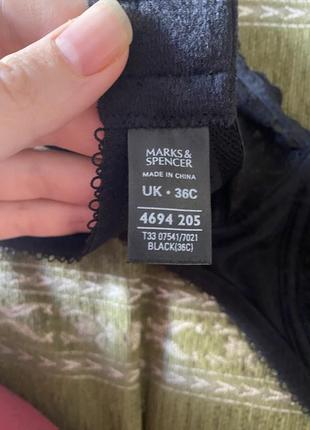 MARKS &
SPENCER
MADE IN CHINA
UK • 36C
4694 205
T33 07541/7021
BLACK(36C)